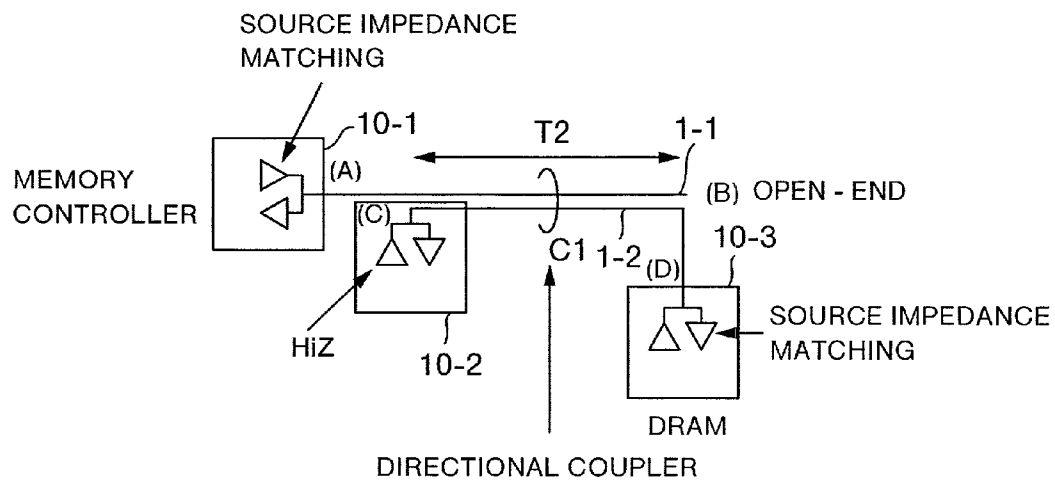 SOURCE IMPEDANCE
MATCHING
10-1
T2
1-1
(A)
(B) OPEN - END
MEMORY
CONTROLLER
(C)
C1
1-2
(D)
10-3
HiZ
10-2
SOURCE IMPEDANCE
MATCHING
DRAM
DIRECTIONAL COUPLER